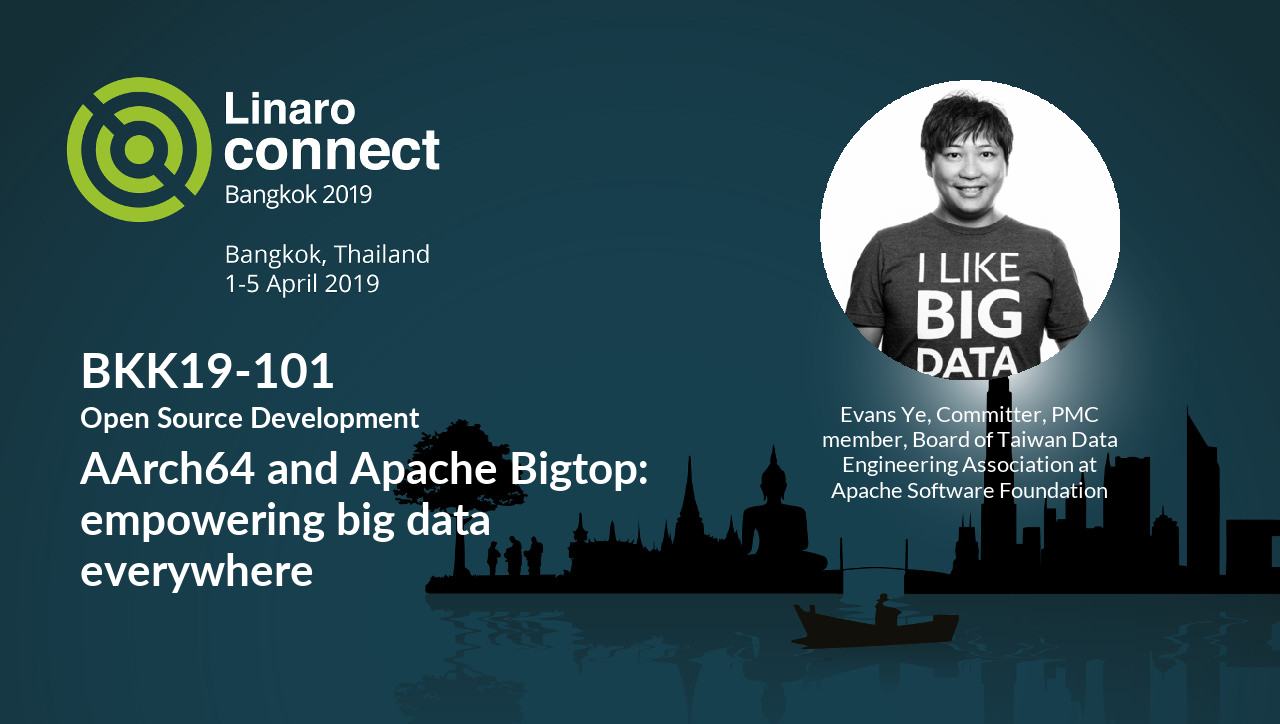 Linaro
connect
Bangkok 2019
Bangkok, Thailand
1-5 April 2019
BKK19-101
Open Source Development
AArch64 and Apache Bigtop:
empowering big data
everywhere
I LIKE
BIG
DATA
Evans Ye, Committer, PMC
member, Board of Taiwan Data
Engineering Association at
Apache Software Foundation